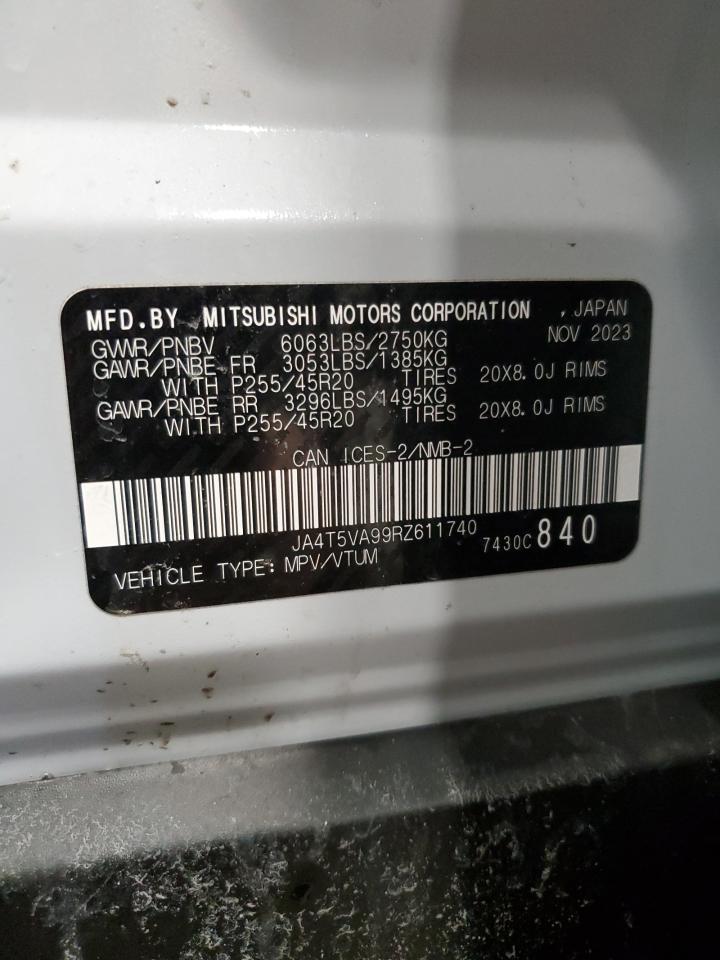 MFD.BY MITSUBISHI MOTORS CORPORATION , JAPAN
GVWR/PNBV 6063LBS/2750KG NOV 2023
GAWR/PNBE FR 3053LBS/1385KG
WITH P255/45R20 TIRES 20X8.0J RIMS
GAWR/PNBE RR 3296LBS/1495KG
WITH P255/45R20 TIRES 20X8.0J RIMS
CAN ICES-2/NMB-2
JA4T5VA99RZ611740
7430C 840
VEHICLE TYPE: MPV/VTUM